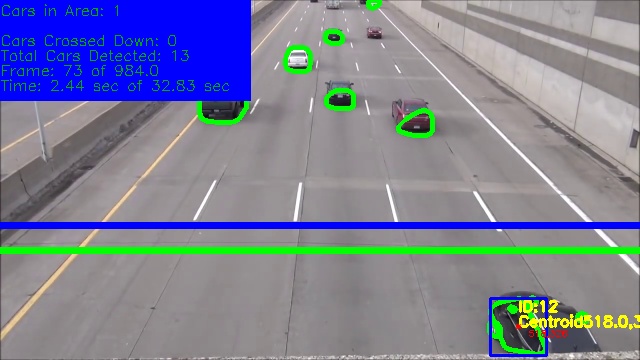 Cars in Area: 1
Cars Crossed Down: 0
Total Cars Detected: 13
Frame: 73 of 984.0
Time: 2.44 sec of 32.83 sec
ID:12
Centroid518.0,3